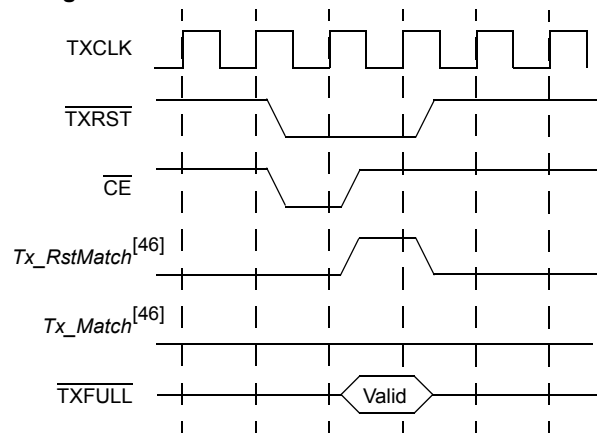 TXCLK
TXRST
CE
Tx_RstMatch[46]
Tx_Match[46]
TXFULL
Valid